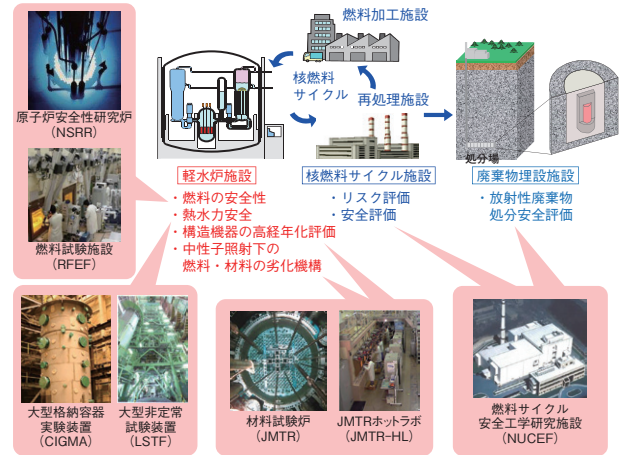 燃料加工施設
核燃料
サイクル
再処理施設
処分場
原子炉安全性研究炉
(NSRR)
燃料試験施設
(RFEF)
軽水炉施設
・燃料の安全性
・熱水力安全
・構造機器の高経年化評価
・中性子照射下の
燃料・材料の劣化機構
核燃料サイクル施設
・リスク評価
・安全評価
廃棄物埋設施設
・放射性廃棄物
処分安全評価
大型格納容器
実験装置
(CIGMA)
大型非定常
試験装置
(LSTF)
材料試験炉
(JMTR)
JMTRホットラボ
(JMTR-HL)
燃料サイクル
安全工学研究施設
(NUCEF)